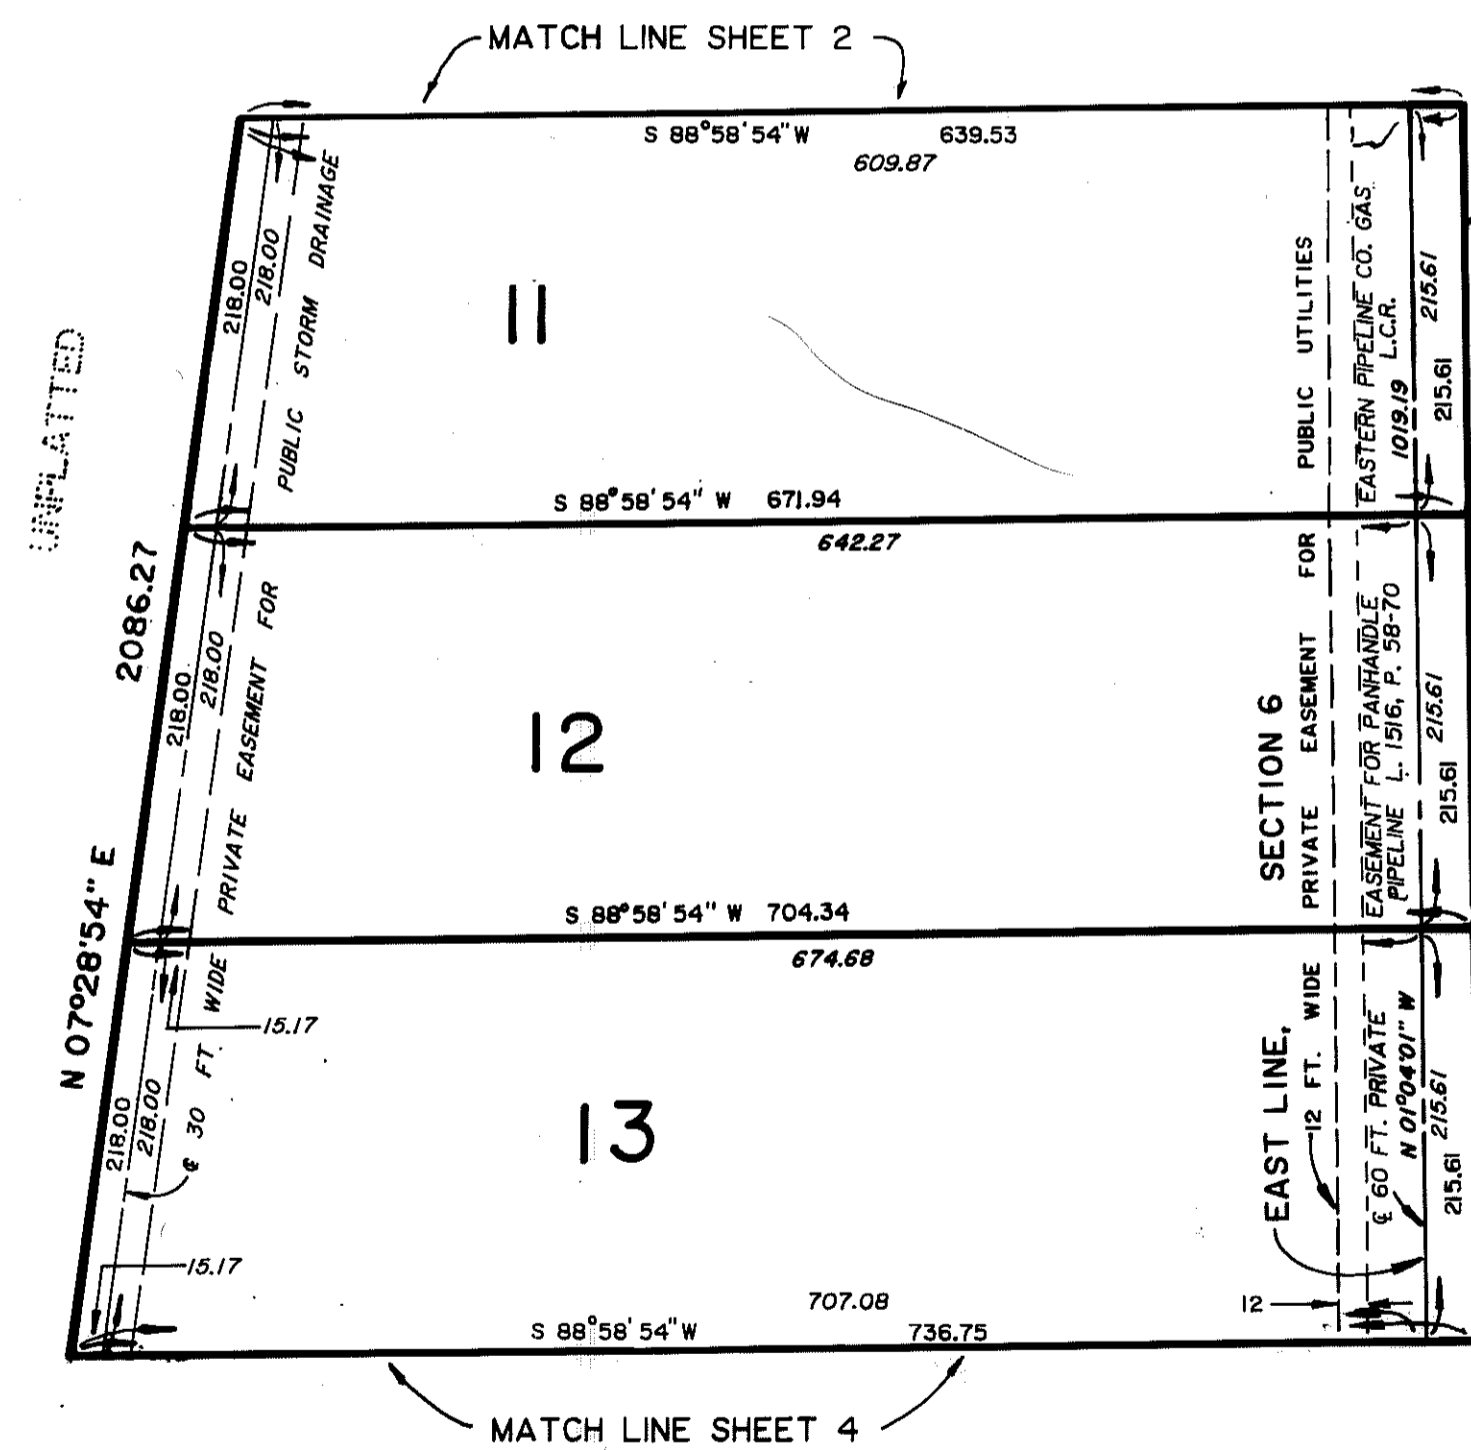 MATCH LINE SHEET 2
S 88°58'54" W 639.53
609.87
218.00
218.00
PUBLIC STORM DRAINAGE
11
PUBLIC UTILITIES
EASTERN PIPELINE CO. GAS
1019.19 L.C.R.
215.61
215.61
UNPLATTED
S 88°58'54" W 671.94
642.27
2086.27
218.00
218.00
PRIVATE EASEMENT FOR
12
SECTION 6
PRIVATE EASEMENT FOR
EASEMENT FOR PANHANDLE
PIPELINE L. 1516, P. 58-70
215.61
215.61
S 88°58'54" W 704.34
674.68
N 07°28'54" E
15.17
218.00
218.00
℄ 30 FT. WIDE
13
EAST LINE,
12 FT. WIDE
℄ 60 FT. PRIVATE
N 01°04'01" W
215.61
215.61
15.17
707.08
12
S 88°58'54" W 736.75
MATCH LINE SHEET 4